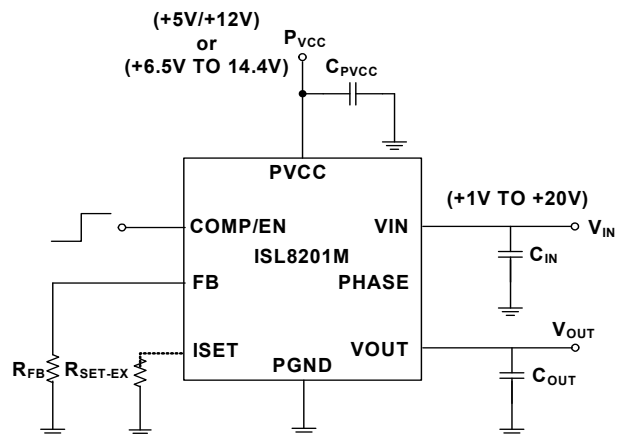 (+5V/+12V)
or
(+6.5V TO 14.4V)
PVCC
CPVCC
PVCC
(+1V TO +20V)
COMP/EN
VIN
VIN
ISL8201M
CIN
FB
PHASE
VOUT
ISET
VOUT
RFB
RSET-EX
PGND
COUT